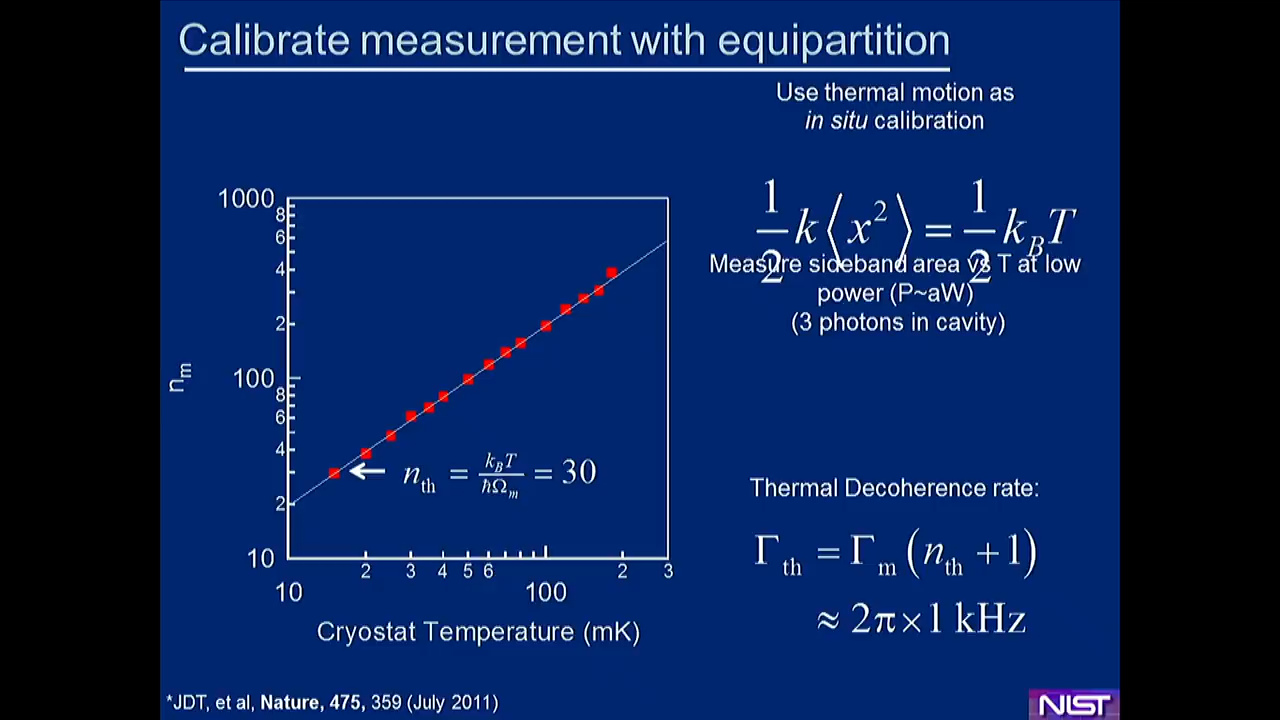 Calibrate measurement with equipartition
Use thermal motion as
in situ calibration
1/2 k⟨x²⟩ = 1/2 k_B T
Measure sideband area vs T at low
power (P~aW)
(3 photons in cavity)
1000
8
6
4
2
100
8
6
4
2
10
n_m
n_th = k_B T / ħΩ_m = 30
2
3
4
5
6
2
3
10
100
Cryostat Temperature (mK)
Thermal Decoherence rate:
Γ_th = Γ_m (n_th + 1)
≈ 2π×1 kHz
*JDT, et al, Nature, 475, 359 (July 2011)
NIST